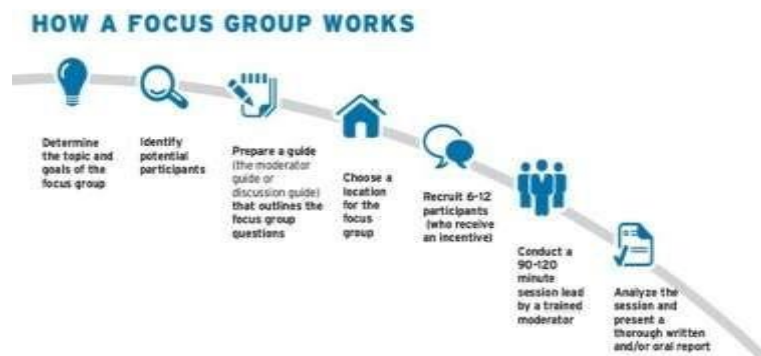 HOW A FOCUS GROUP WORKS
Determine
the topic and
goals of the
focus group
Identify
potential
participants
Prepare a guide
(the moderator
guide or
discussion guide)
that outlines the
focus group
questions
Choose a
location
for the
focus
group
Recruit 6-12
participants
(who receive
an incentive)
Conduct a
90-120
minute
session lead
by a trained
moderator
Analyze the
session and
present a
thorough written
and/or oral report